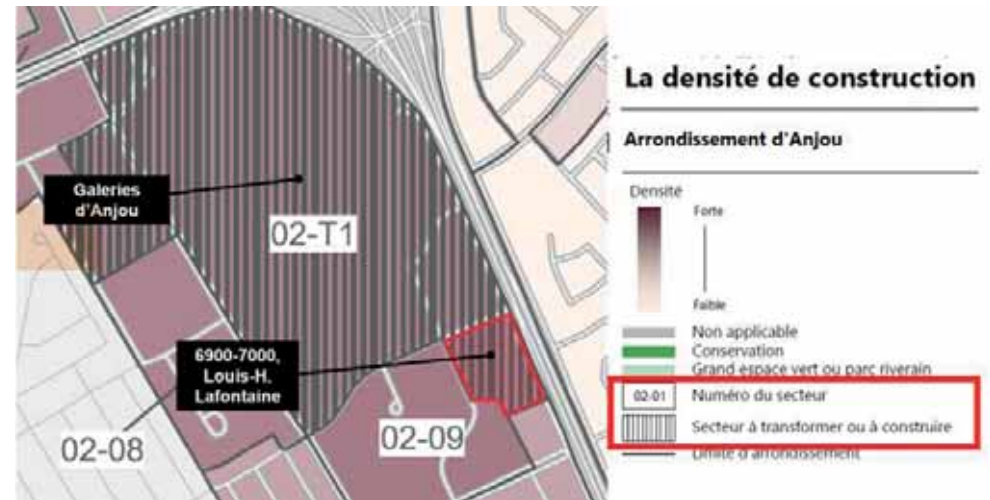 Galeries
d'Anjou
02-T1
6900-7000,
Louis-H.
Lafontaine
02-08
02-09
La densité de construction
Arrondissement d'Anjou
Densité
Forte
Faible
Non applicable
Conservation
Grand espace vert ou parc riverain
02-01 Numéro du secteur
Secteur à transformer ou à construire
Limite d'arrondissement